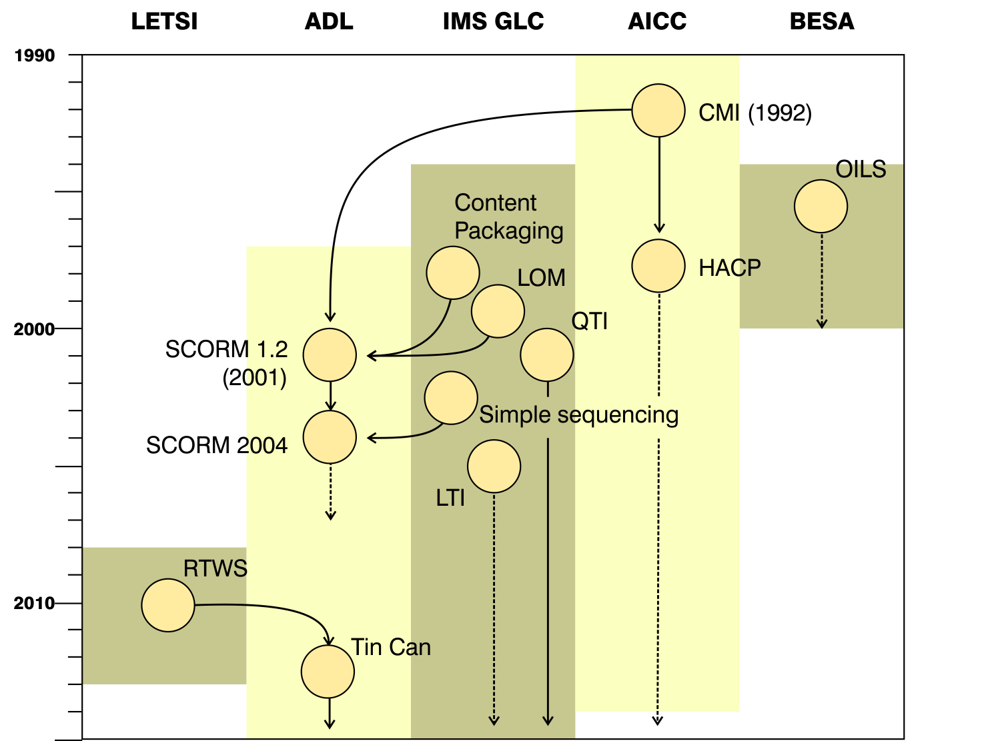 LETSI ADL IMS GLC AICC BESA
1990
CMI (1992)
OILS
Content
Packaging
HACP
LOM
QTI
2000
SCORM 1.2
(2001)
Simple sequencing
SCORM 2004
LTI
RTWS
2010
Tin Can